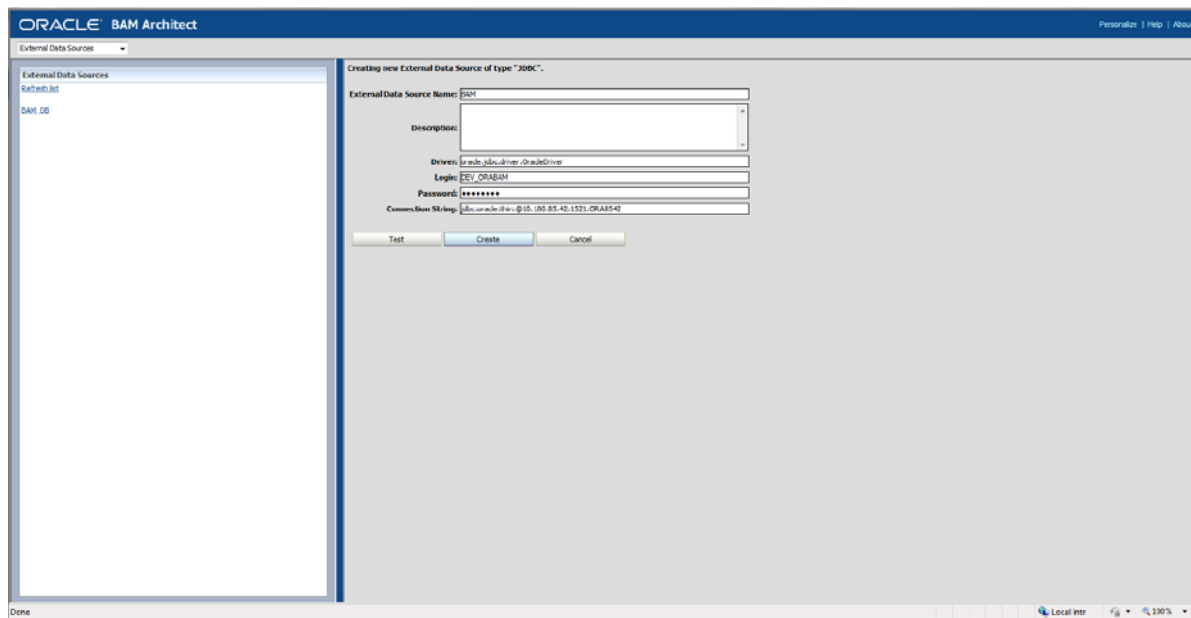 ORACLE BAM Architect
Personalize | Help | Abou
External Data Sources
External Data Sources
Refresh list
BAM_DB
Creating new External Data Source of type "JDBC".
External Data Source Name: BAM
Description:
Driver: oracle.jdbc.driver.OracleDriver
Login: DEV_ORABAM
Password: ••••••••
Connection String: jdbc:oracle:thin:@10.180.85.42:1521:ORA8542
Test Create Cancel
Done
Local intr 100%